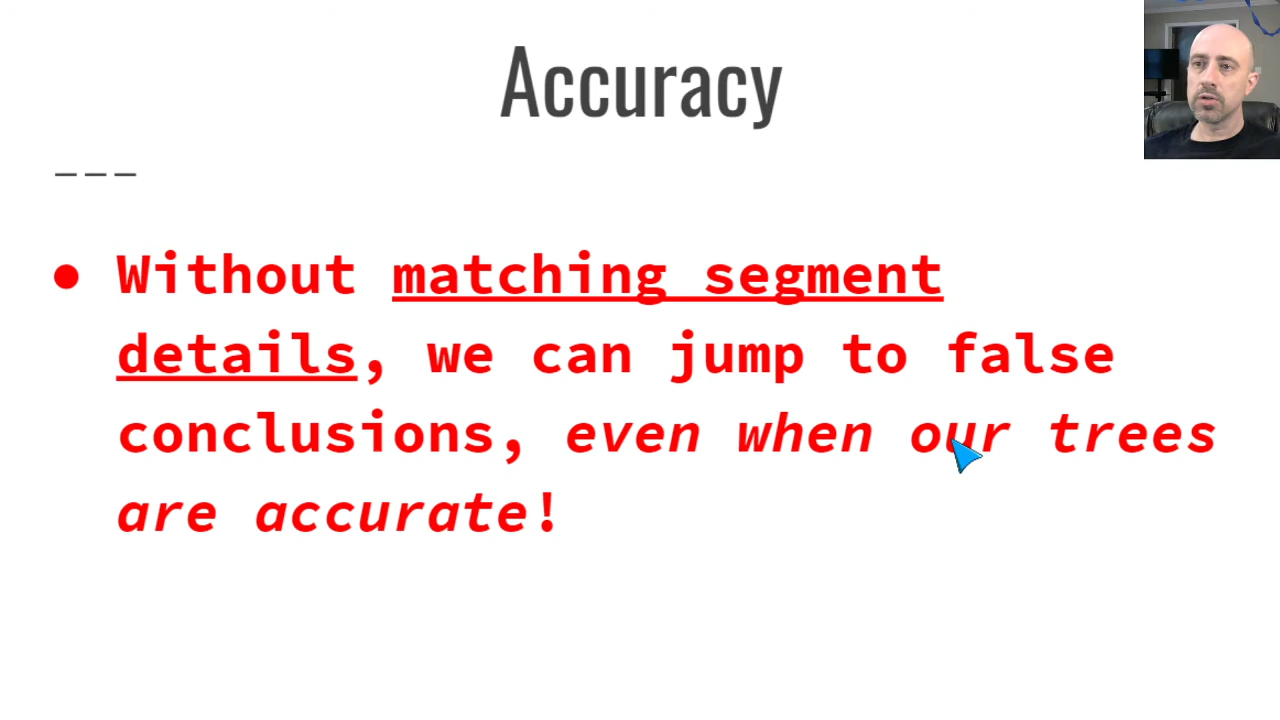 Accuracy
---
● Without matching segment
details, we can jump to false
conclusions, even when our trees
are accurate!